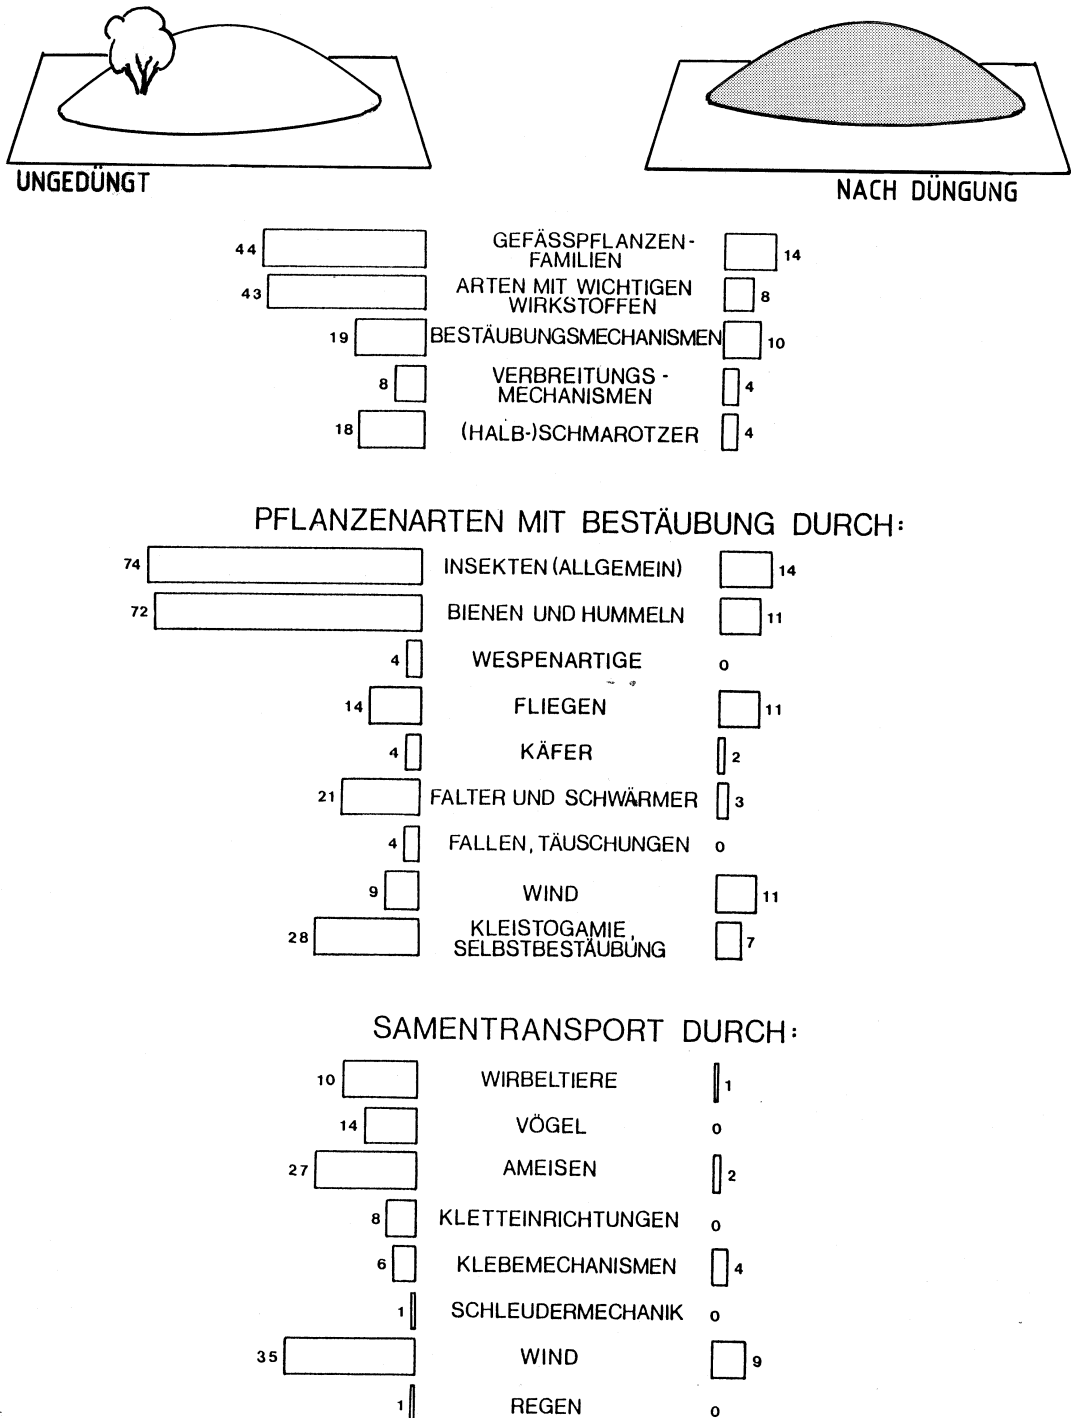 UNGEDÜNGT
NACH DÜNGUNG
44 GEFÄSSPFLANZEN-
FAMILIEN 14
43 ARTEN MIT WICHTIGEN
WIRKSTOFFEN 8
19 BESTÄUBUNGSMECHANISMEN 10
8 VERBREITUNGS-
MECHANISMEN 4
18 (HALB-)SCHMAROTZER 4
PFLANZENARTEN MIT BESTÄUBUNG DURCH:
74 INSEKTEN (ALLGEMEIN) 14
72 BIENEN UND HUMMELN 11
4 WESPENARTIGE 0
14 FLIEGEN 11
4 KÄFER 2
21 FALTER UND SCHWÄRMER 3
4 FALLEN, TÄUSCHUNGEN 0
9 WIND 11
28 KLEISTOGAMIE,
SELBSTBESTÄUBUNG 7
SAMENTRANSPORT DURCH:
10 WIRBELTIERE 1
14 VÖGEL 0
27 AMEISEN 2
8 KLETTEINRICHTUNGEN 0
6 KLEBEMECHANISMEN 4
1 SCHLEUDERMECHANIK 0
35 WIND 9
1 REGEN 0